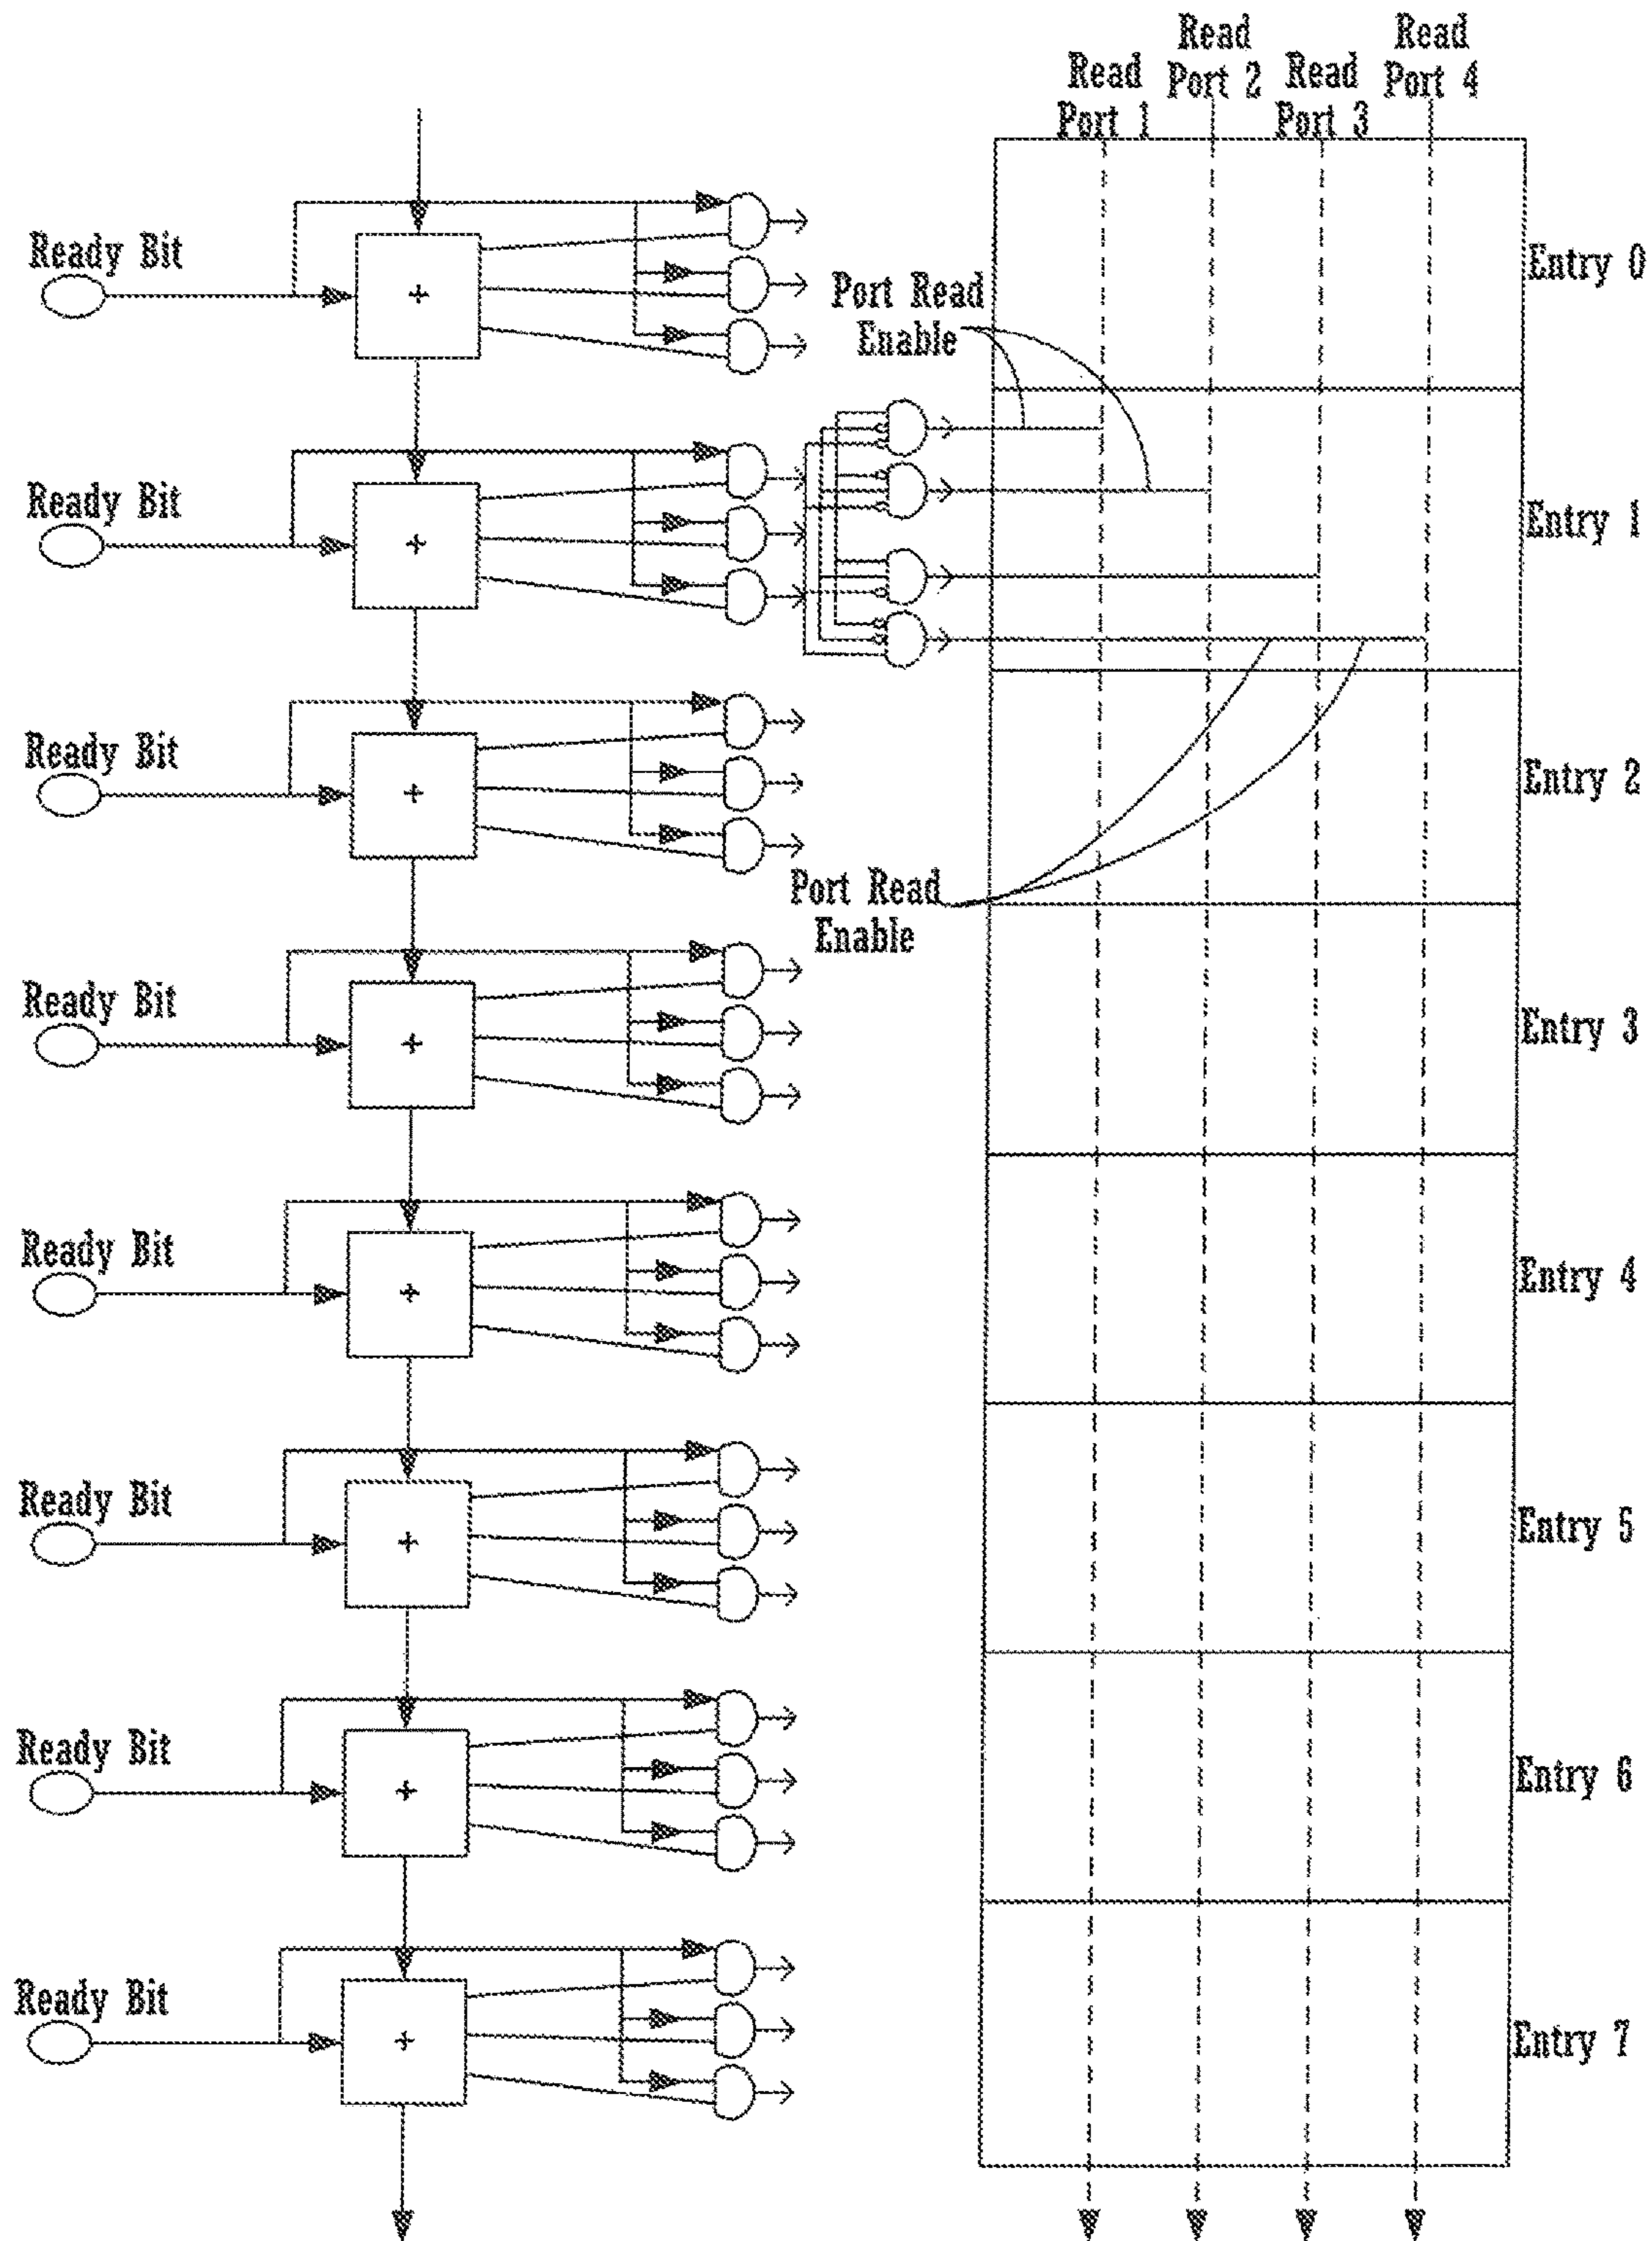 Read
Port 1
Read
Port 2
Read
Port 3
Read
Port 4
Ready Bit
+
Entry 0
Port Read
Enable
Ready Bit
+
Entry 1
Ready Bit
+
Entry 2
Port Read
Enable
Ready Bit
+
Entry 3
Ready Bit
+
Entry 4
Ready Bit
+
Entry 5
Ready Bit
+
Entry 6
Ready Bit
+
Entry 7